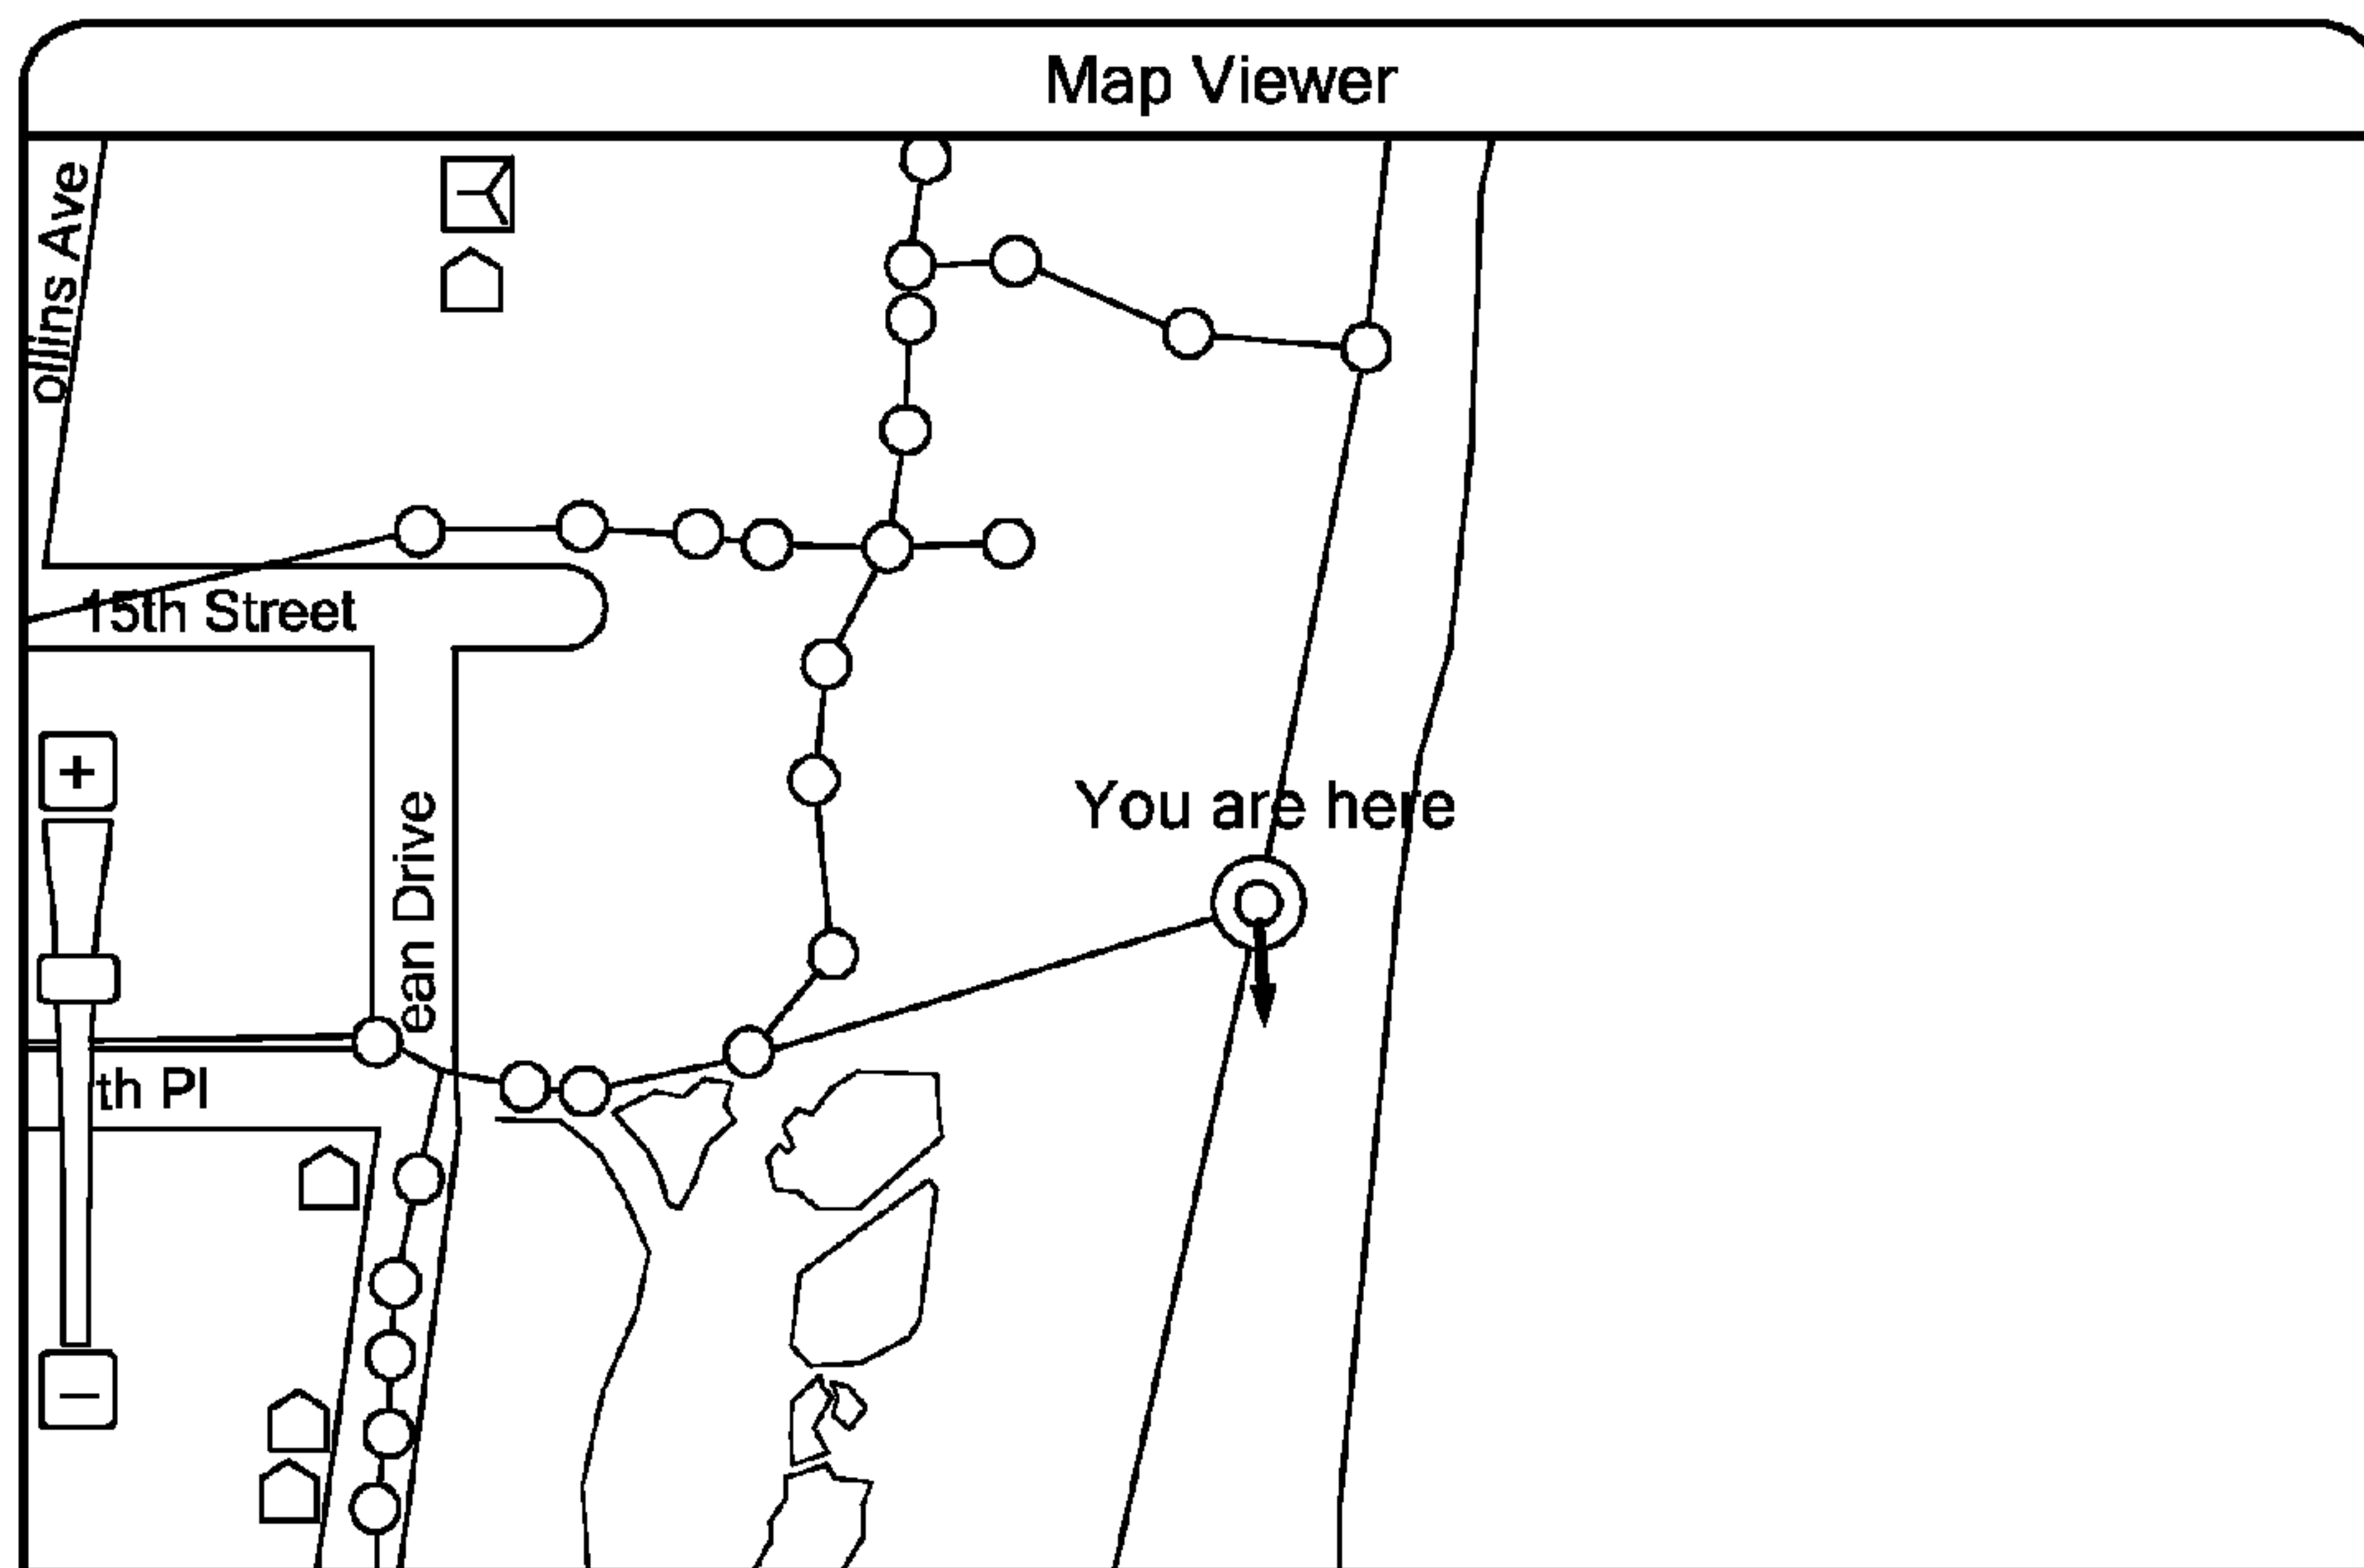 Map Viewer
ollins Ave
15th Street
+
You are here
ean Drive
th Pl
−